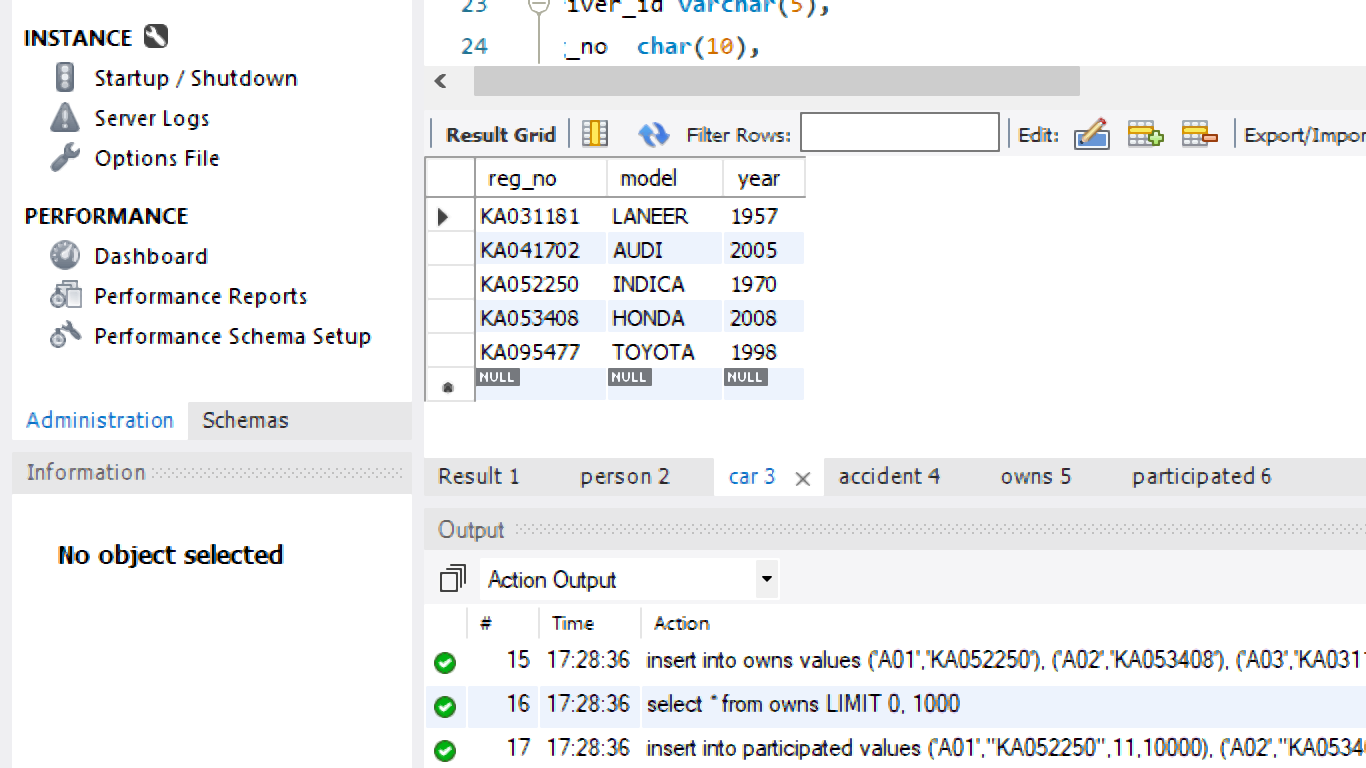 INSTANCE
Startup / Shutdown
Server Logs
Options File
PERFORMANCE
Dashboard
Performance Reports
Performance Schema Setup
Administration Schemas
Information
No object selected
23 iver_id varchar(5),
24 _no char(10),
Result Grid Filter Rows: Edit: Export/Impor
reg_no model year
KA031181 LANEER 1957
KA041702 AUDI 2005
KA052250 INDICA 1970
KA053408 HONDA 2008
KA095477 TOYOTA 1998
NULL NULL NULL
Result 1 person 2 car 3 accident 4 owns 5 participated 6
Output
Action Output
# Time Action
15 17:28:36 insert into owns values ('A01','KA052250'), ('A02','KA053408'), ('A03','KA031
16 17:28:36 select * from owns LIMIT 0, 1000
17 17:28:36 insert into participated values ('A01',"KA052250",11,10000), ('A02',"KA0534